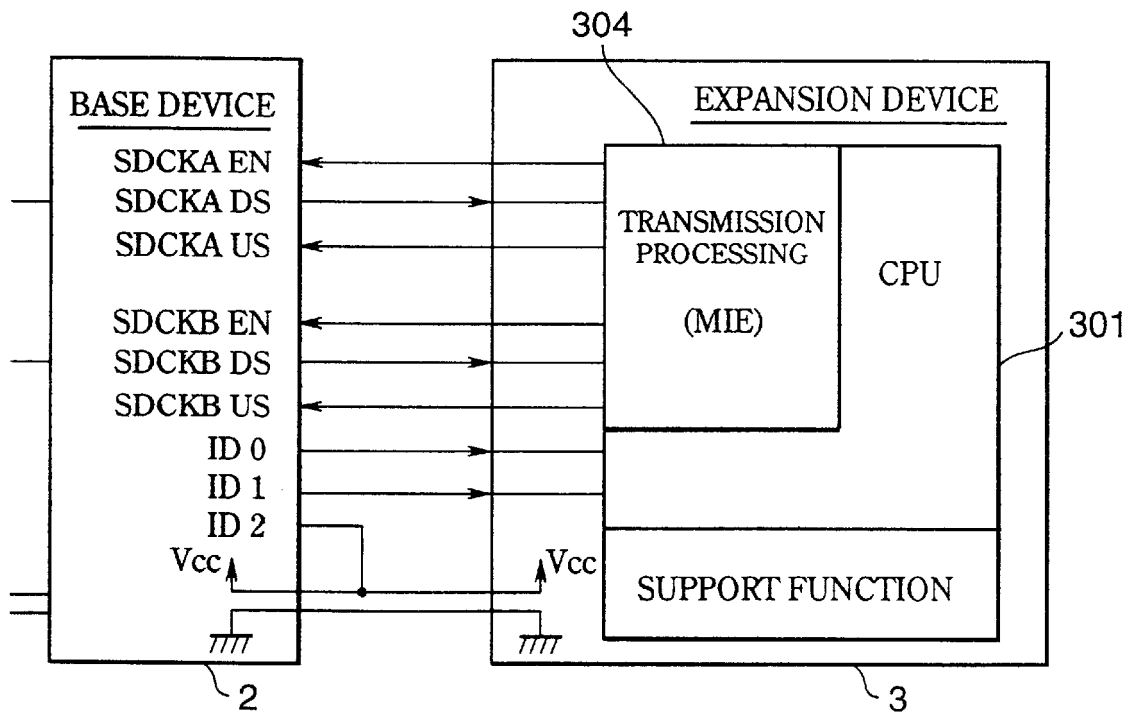 304
BASE DEVICE
EXPANSION DEVICE
SDCKA EN
SDCKA DS
SDCKA US
TRANSMISSION
PROCESSING
(MIE)
CPU
301
SDCKB EN
SDCKB DS
SDCKB US
ID 0
ID 1
ID 2
Vcc
Vcc
SUPPORT FUNCTION
2
3